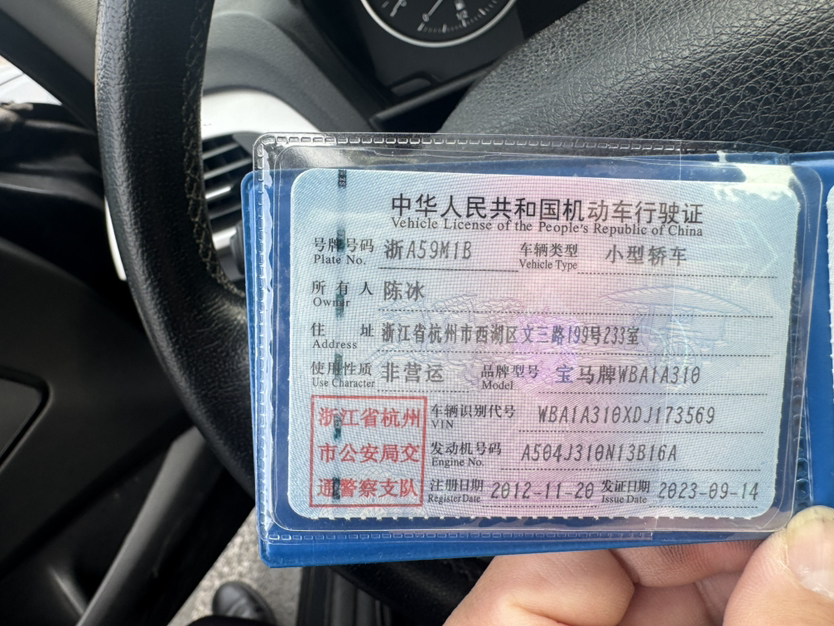 中华人民共和国机动车行驶证
Vehicle License of the People's Republic of China
号牌号码 浙A59M1B 车辆类型 小型轿车
Plate No. Vehicle Type
所有人 陈冰
Owner
住址 浙江省杭州市西湖区文三路199号233室
Address
使用性质 非营运 品牌型号 宝马牌WBA1A310
Use Character Model
浙江省杭州
市公安局交
通警察支队
车辆识别代号 WBA1A310XDJ173569
VIN
发动机号码 A504J310N13B16A
Engine No.
注册日期 2012-11-20 发证日期 2023-09-14
Register Date Issue Date